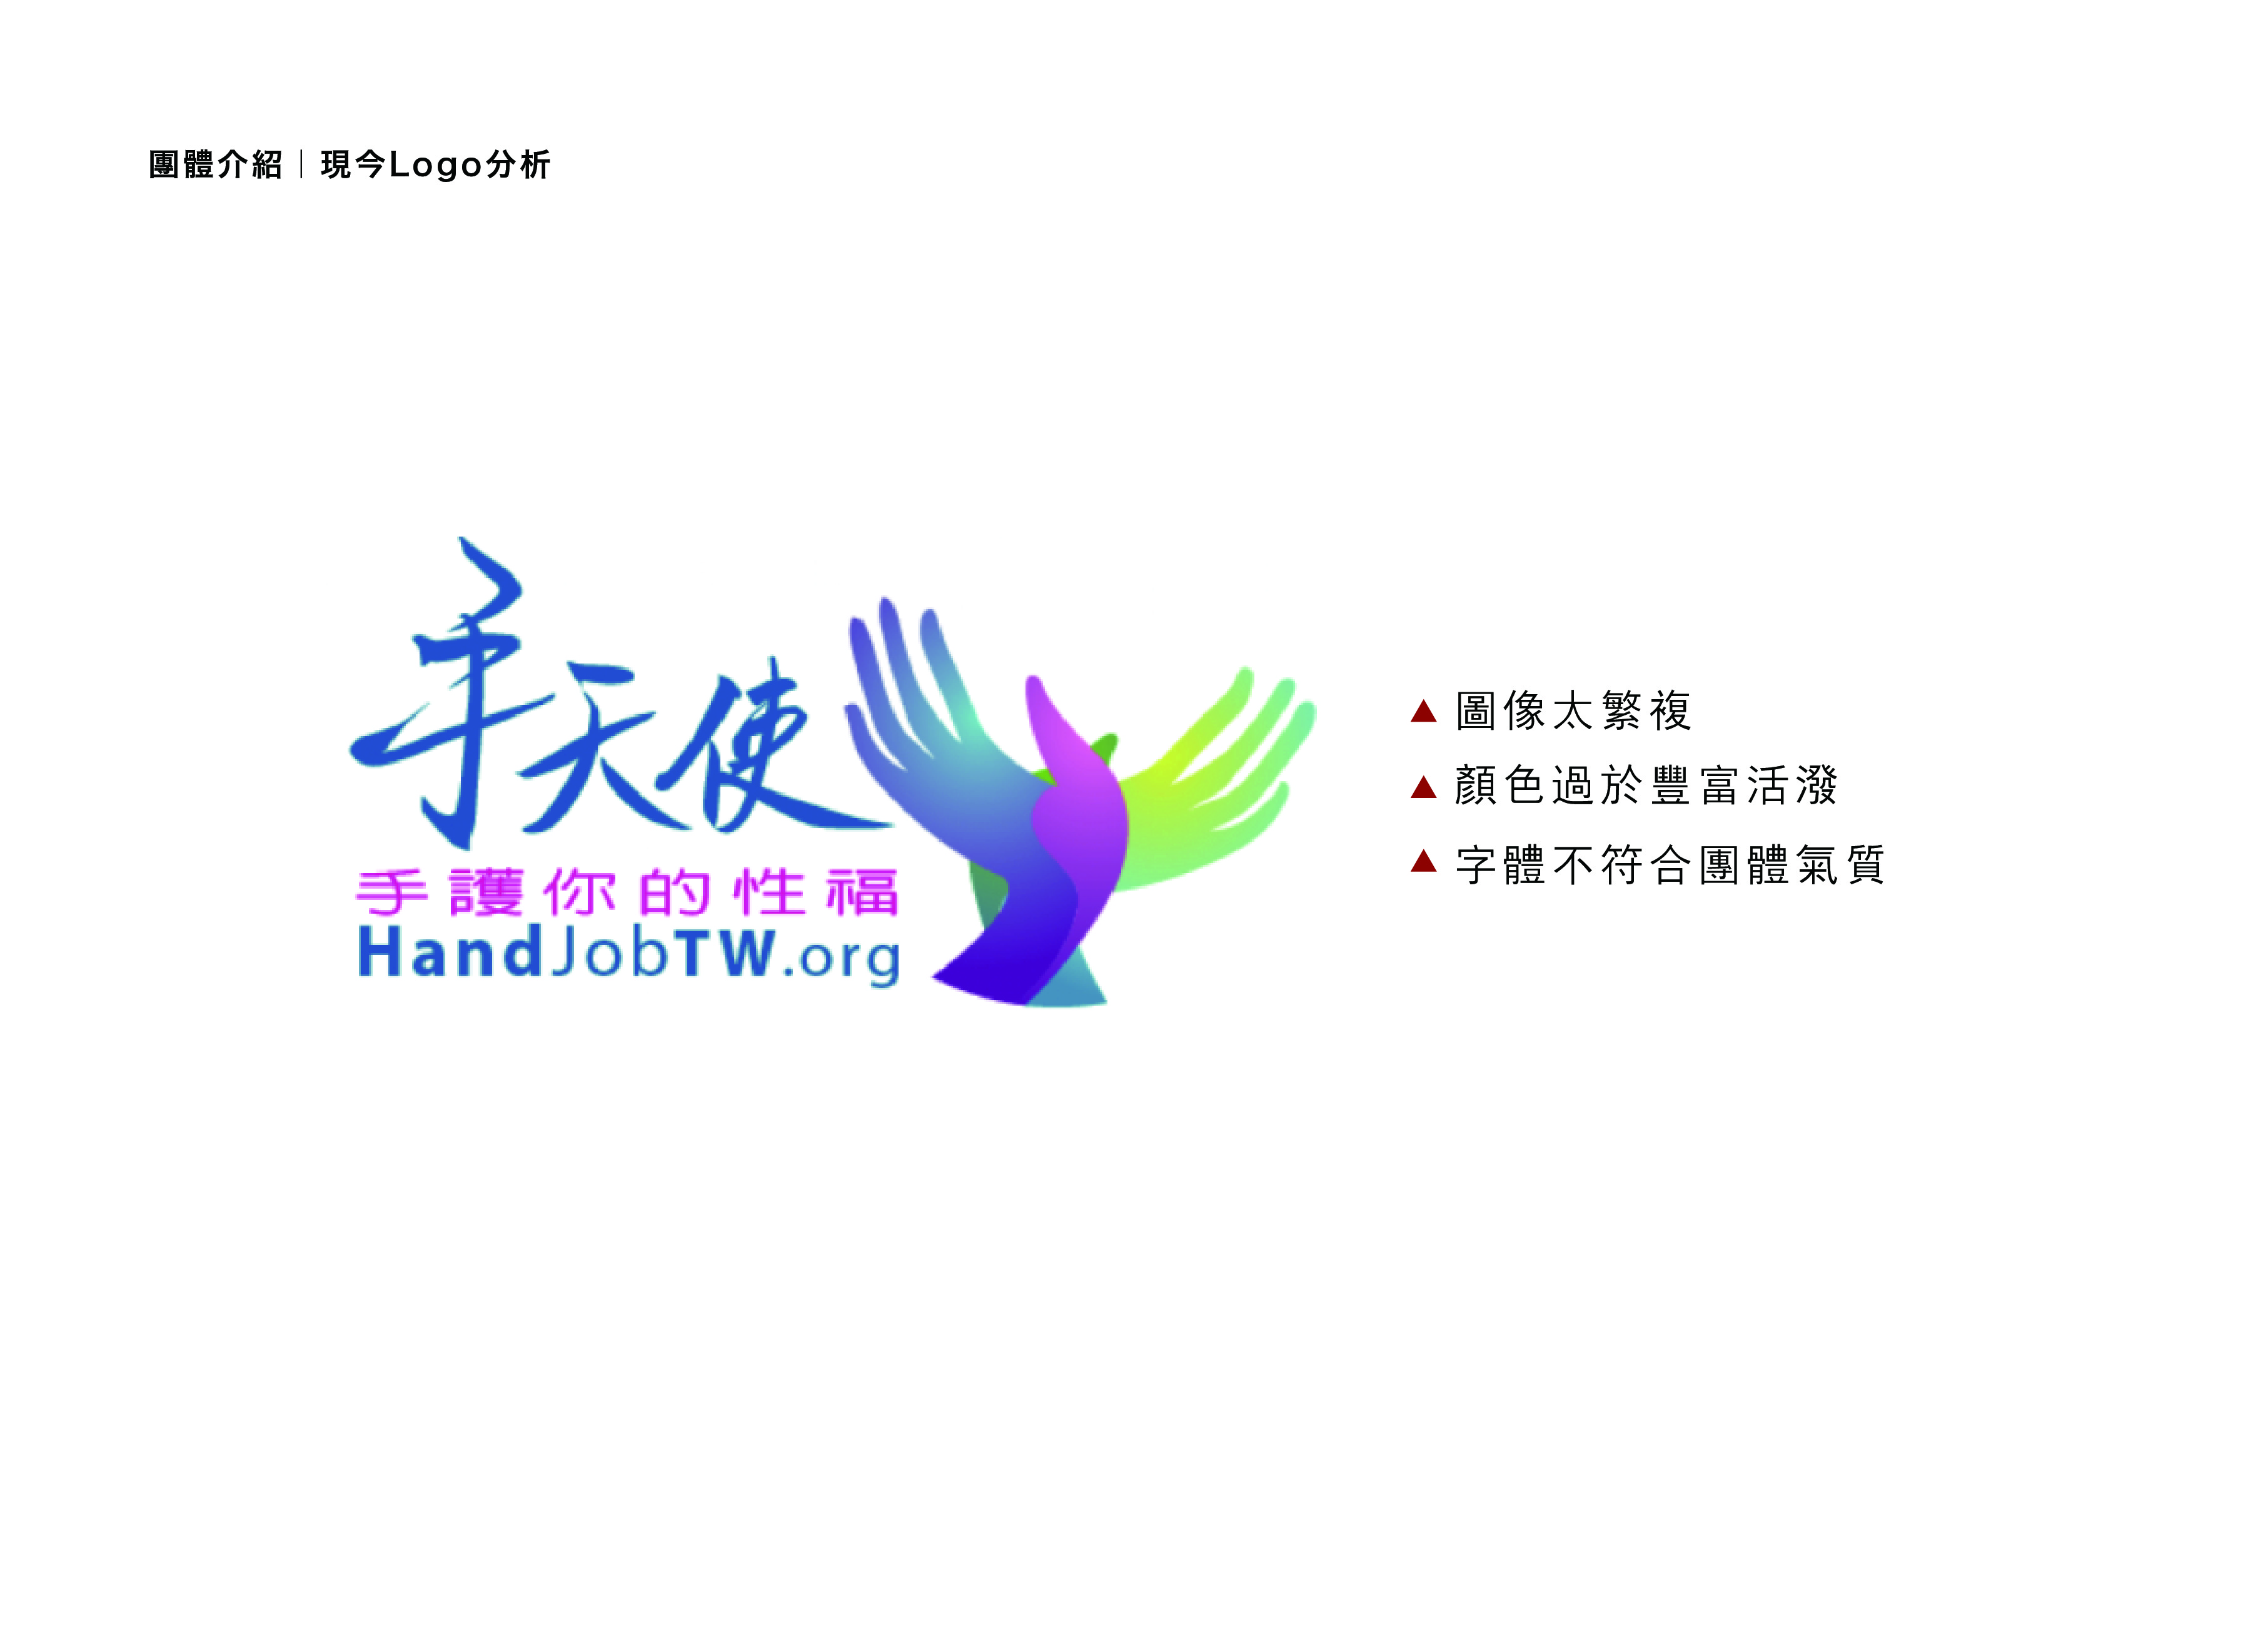 團體介紹｜現今Logo分析
手天使
手護你的性福
HandJobTW.org
▲ 圖像太繁複
▲ 顏色過於豐富活潑
▲ 字體不符合團體氣質